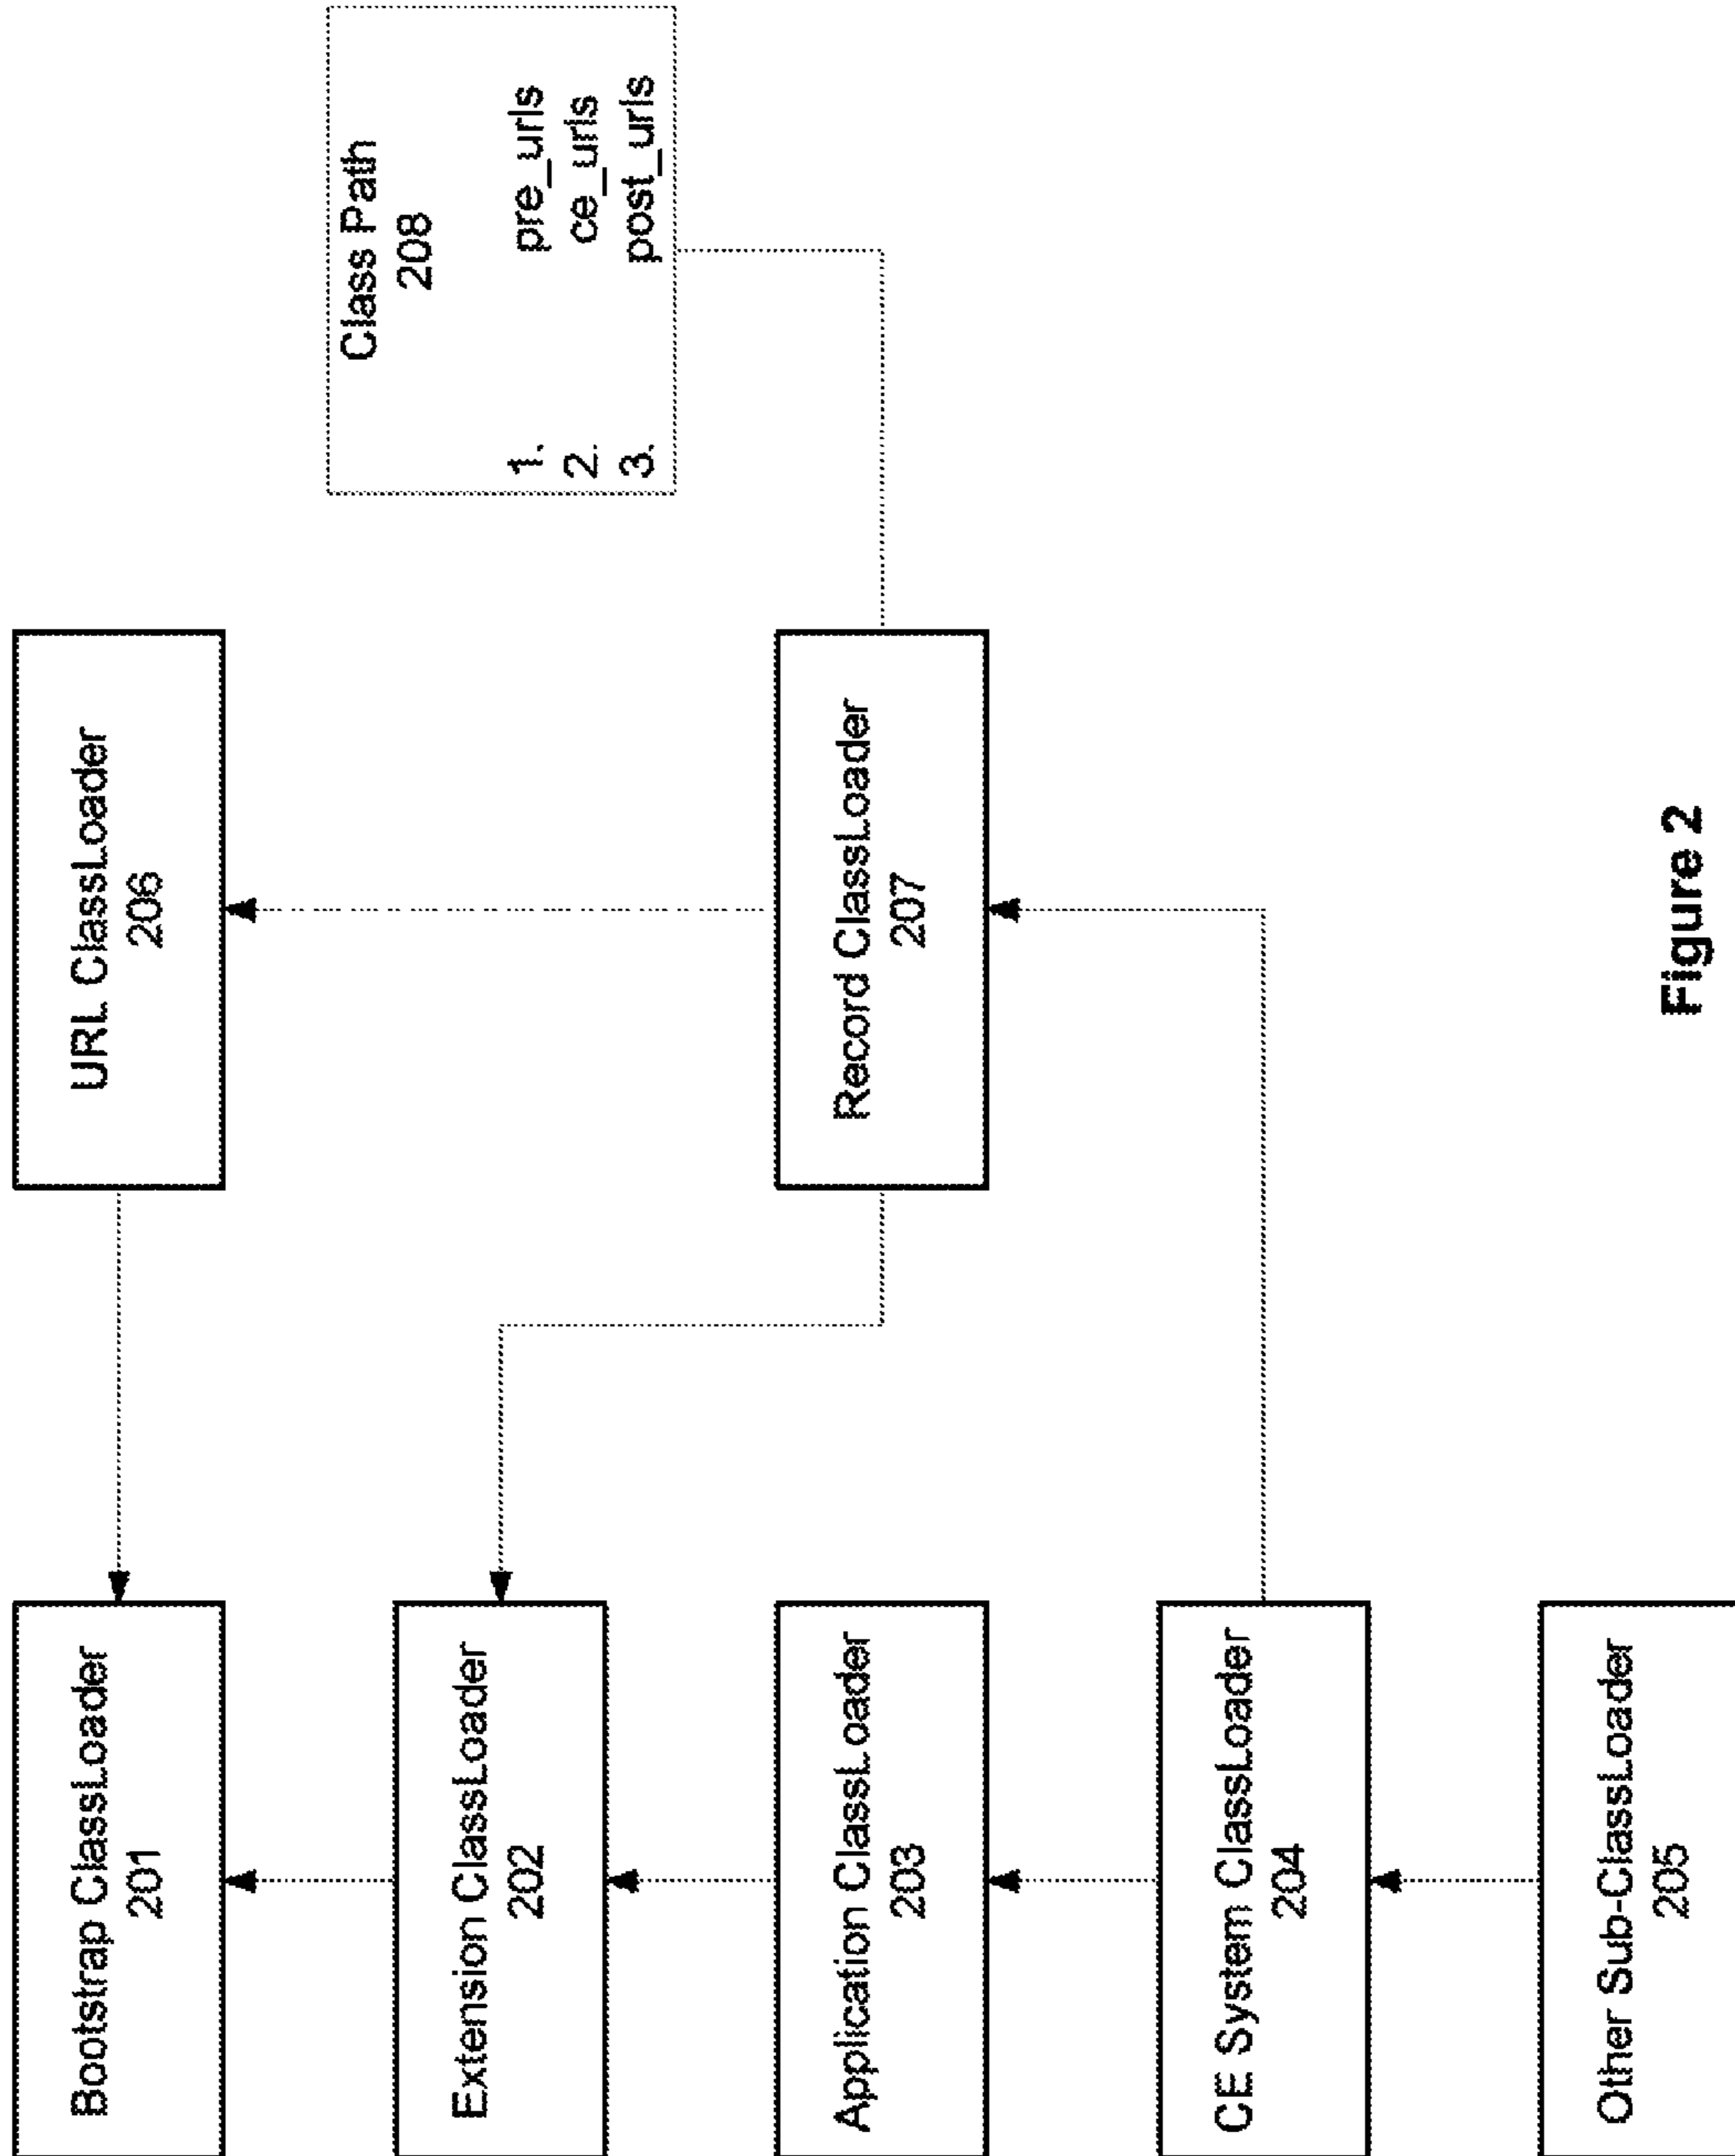 Bootstrap ClassLoader
201
URL ClassLoader
206
Class Path
208
1. pre_urls
2. ce_urls
3. post_urls
Extension ClassLoader
202
Application ClassLoader
203
Record ClassLoader
207
CE System ClassLoader
204
Other Sub-ClassLoader
205
Figure 2